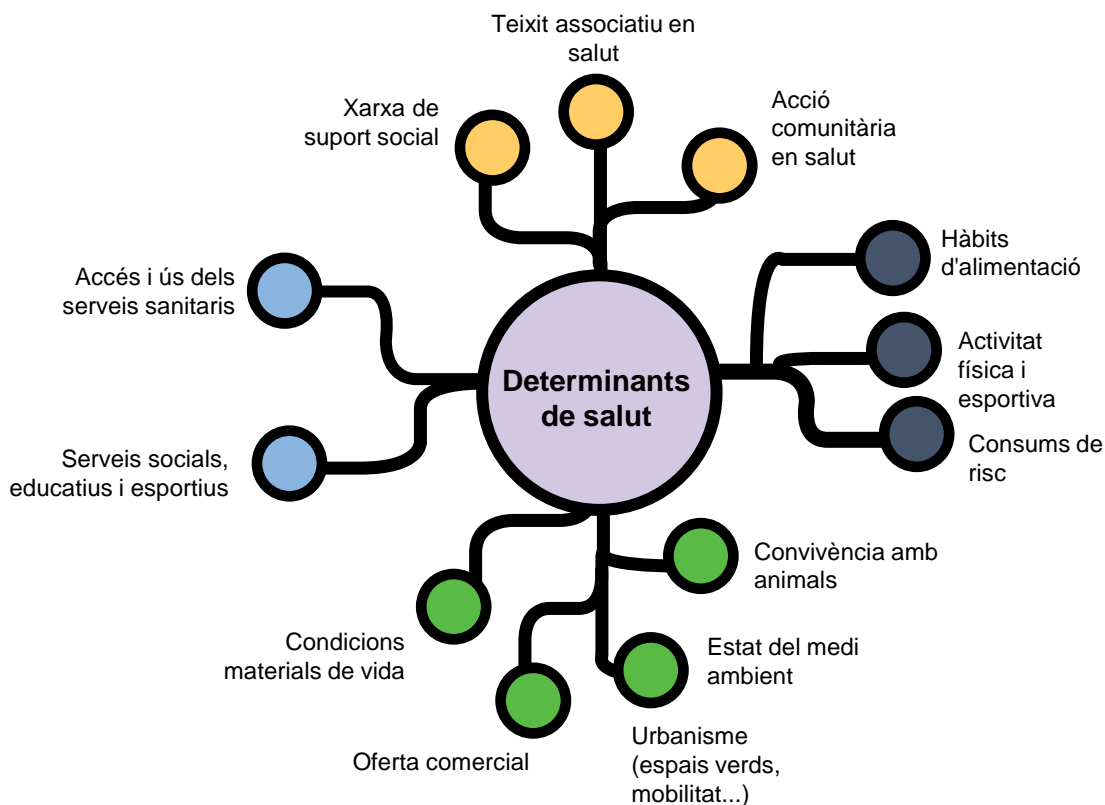 Teixit associatiu en
salut
Xarxa de
suport social
Acció
comunitària
en salut
Hàbits
d'alimentació
Accés i ús dels
serveis sanitaris
Activitat
física i
esportiva
Determinants
de salut
Consums de
risc
Serveis socials,
educatius i esportius
Convivència amb
animals
Condicions
materials de vida
Estat del medi
ambient
Oferta comercial
Urbanisme
(espais verds,
mobilitat...)